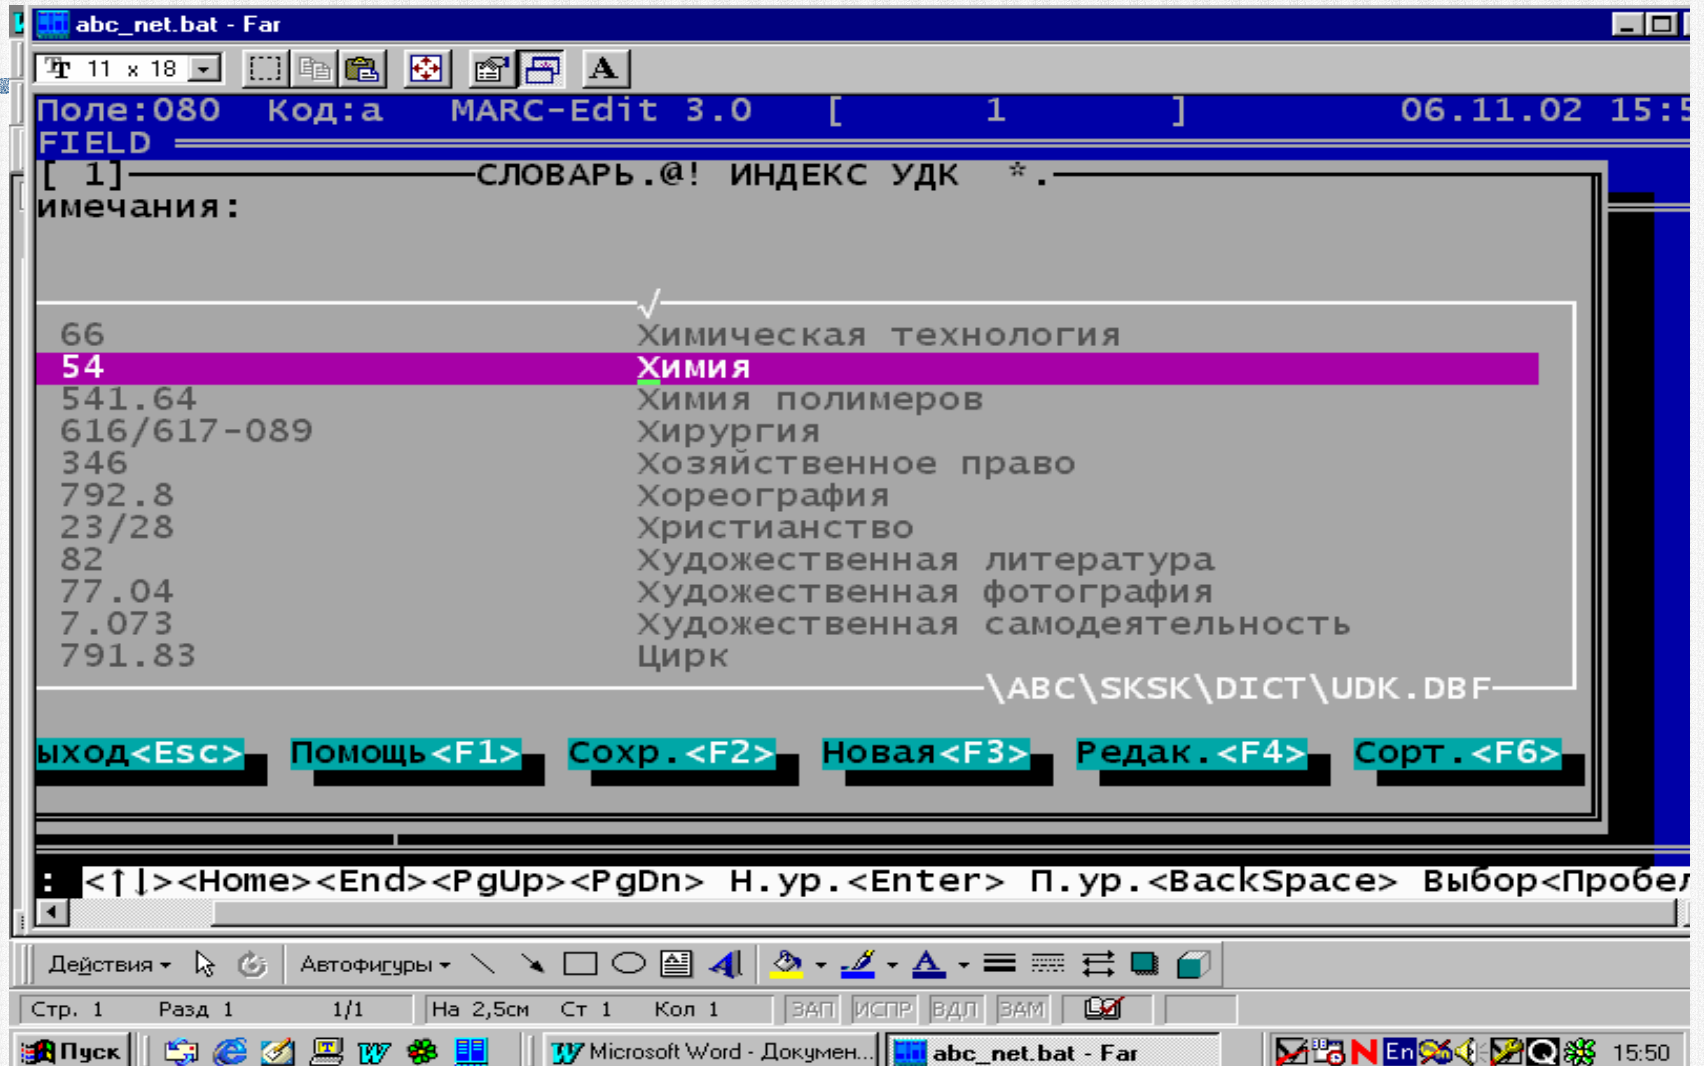 abc_net.bat - Far
11 x 18
A
Поле:080 Код:а MARC-Edit 3.0 [ 1 ] 06.11.02 15:5
FIELD
[ 1] СЛОВАРЬ.@! ИНДЕКС УДК *.
имечания:
√
66 Химическая технология
54 Химия
541.64 Химия полимеров
616/617-089 Хирургия
346 Хозяйственное право
792.8 Хореография
23/28 Христианство
82 Художественная литература
77.04 Художественная фотография
7.073 Художественная самодеятельность
791.83 Цирк
\ABC\SKSK\DICT\UDK.DBF
ыход<Esc> Помощь<F1> Сохр.<F2> Новая<F3> Редак.<F4> Сорт.<F6>
: <↑↓><Home><End><PgUp><PgDn> Н.ур.<Enter> П.ур.<BackSpace> Выбор<Пробел
Действия Автофигуры
Стр. 1 Разд 1 1/1 На 2,5см Ст 1 Кол 1 ЗАП ИСПР ВДЛ ЗАМ
Пуск Microsoft Word - Докумен... abc_net.bat - Far En 15:50